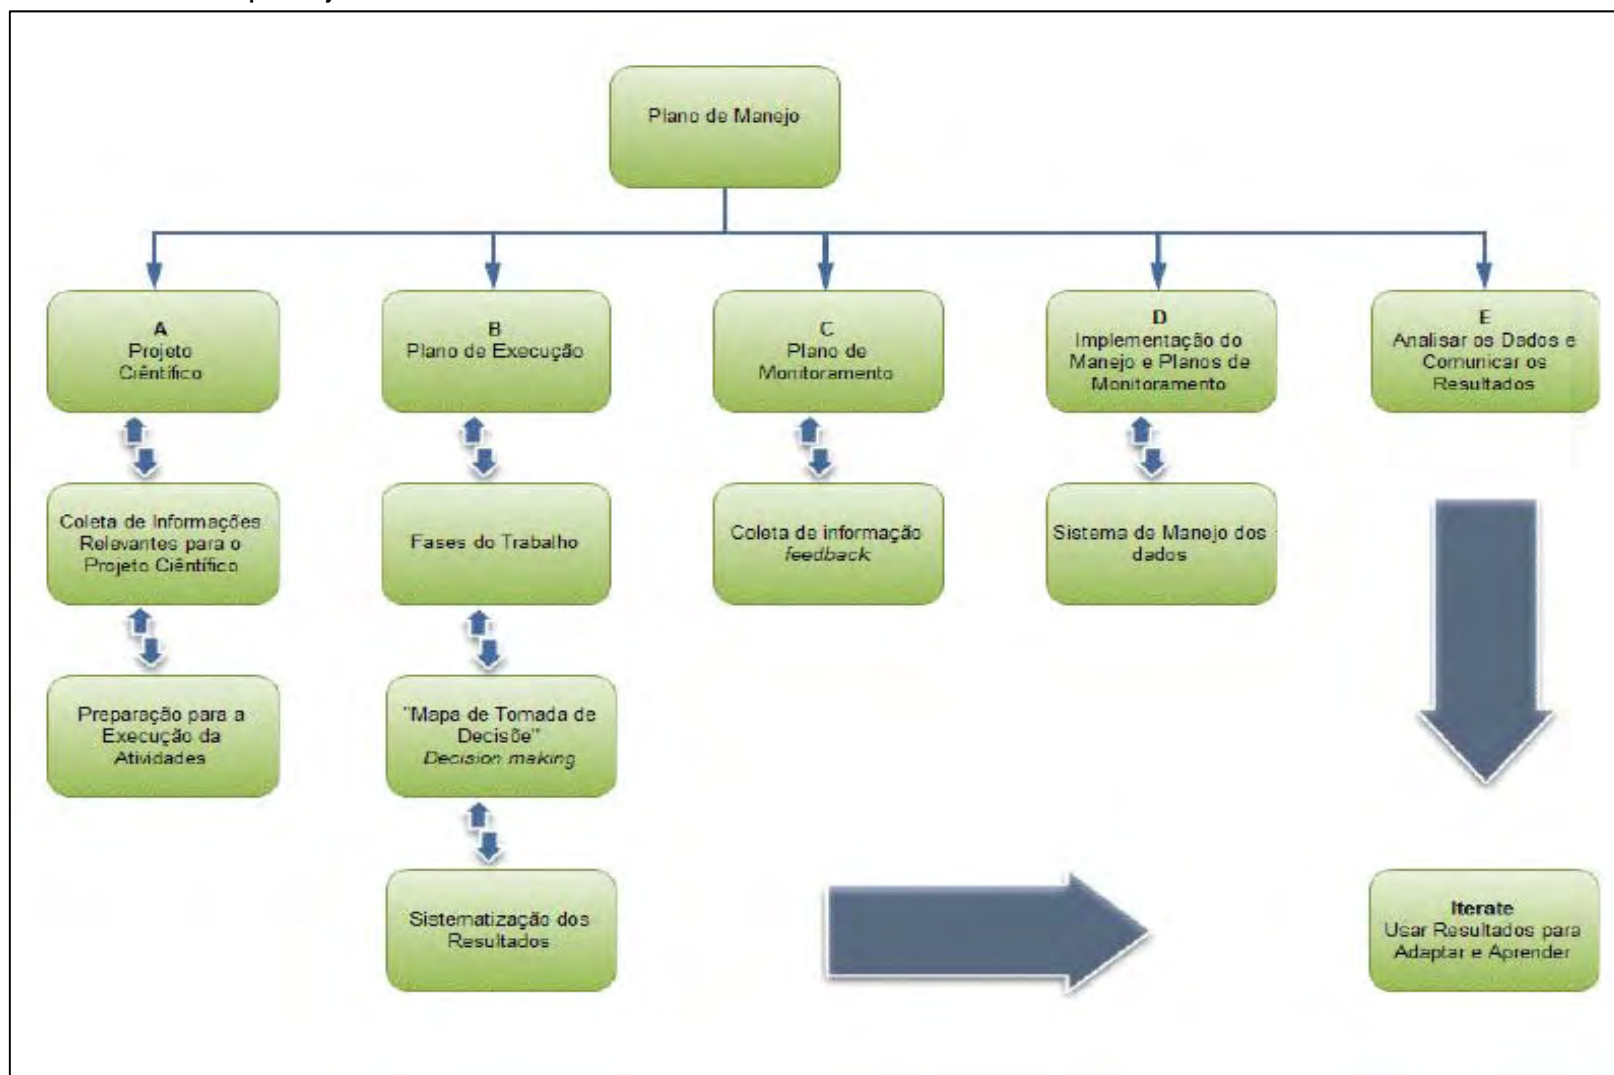 Plano de Manejo
A
Projeto
Ciêntífico
B
Plano de Execução
C
Plano de
Monitoramento
D
Implementação do
Manejo e Planos de
Monitoramento
E
Analisar os Dados e
Comunicar os
Resultados
Coleta de Informações
Relevantes para o
Projeto Ciêntífico
Fases do Trabalho
Coleta de informação
feedback
Sistema de Manejo dos
dados
Preparação para a
Execução da
Atividades
"Mapa de Tomada de
Decisõe"
Decision making
Sistematização dos
Resultados
Iterate
Usar Resultados para
Adaptar e Aprender